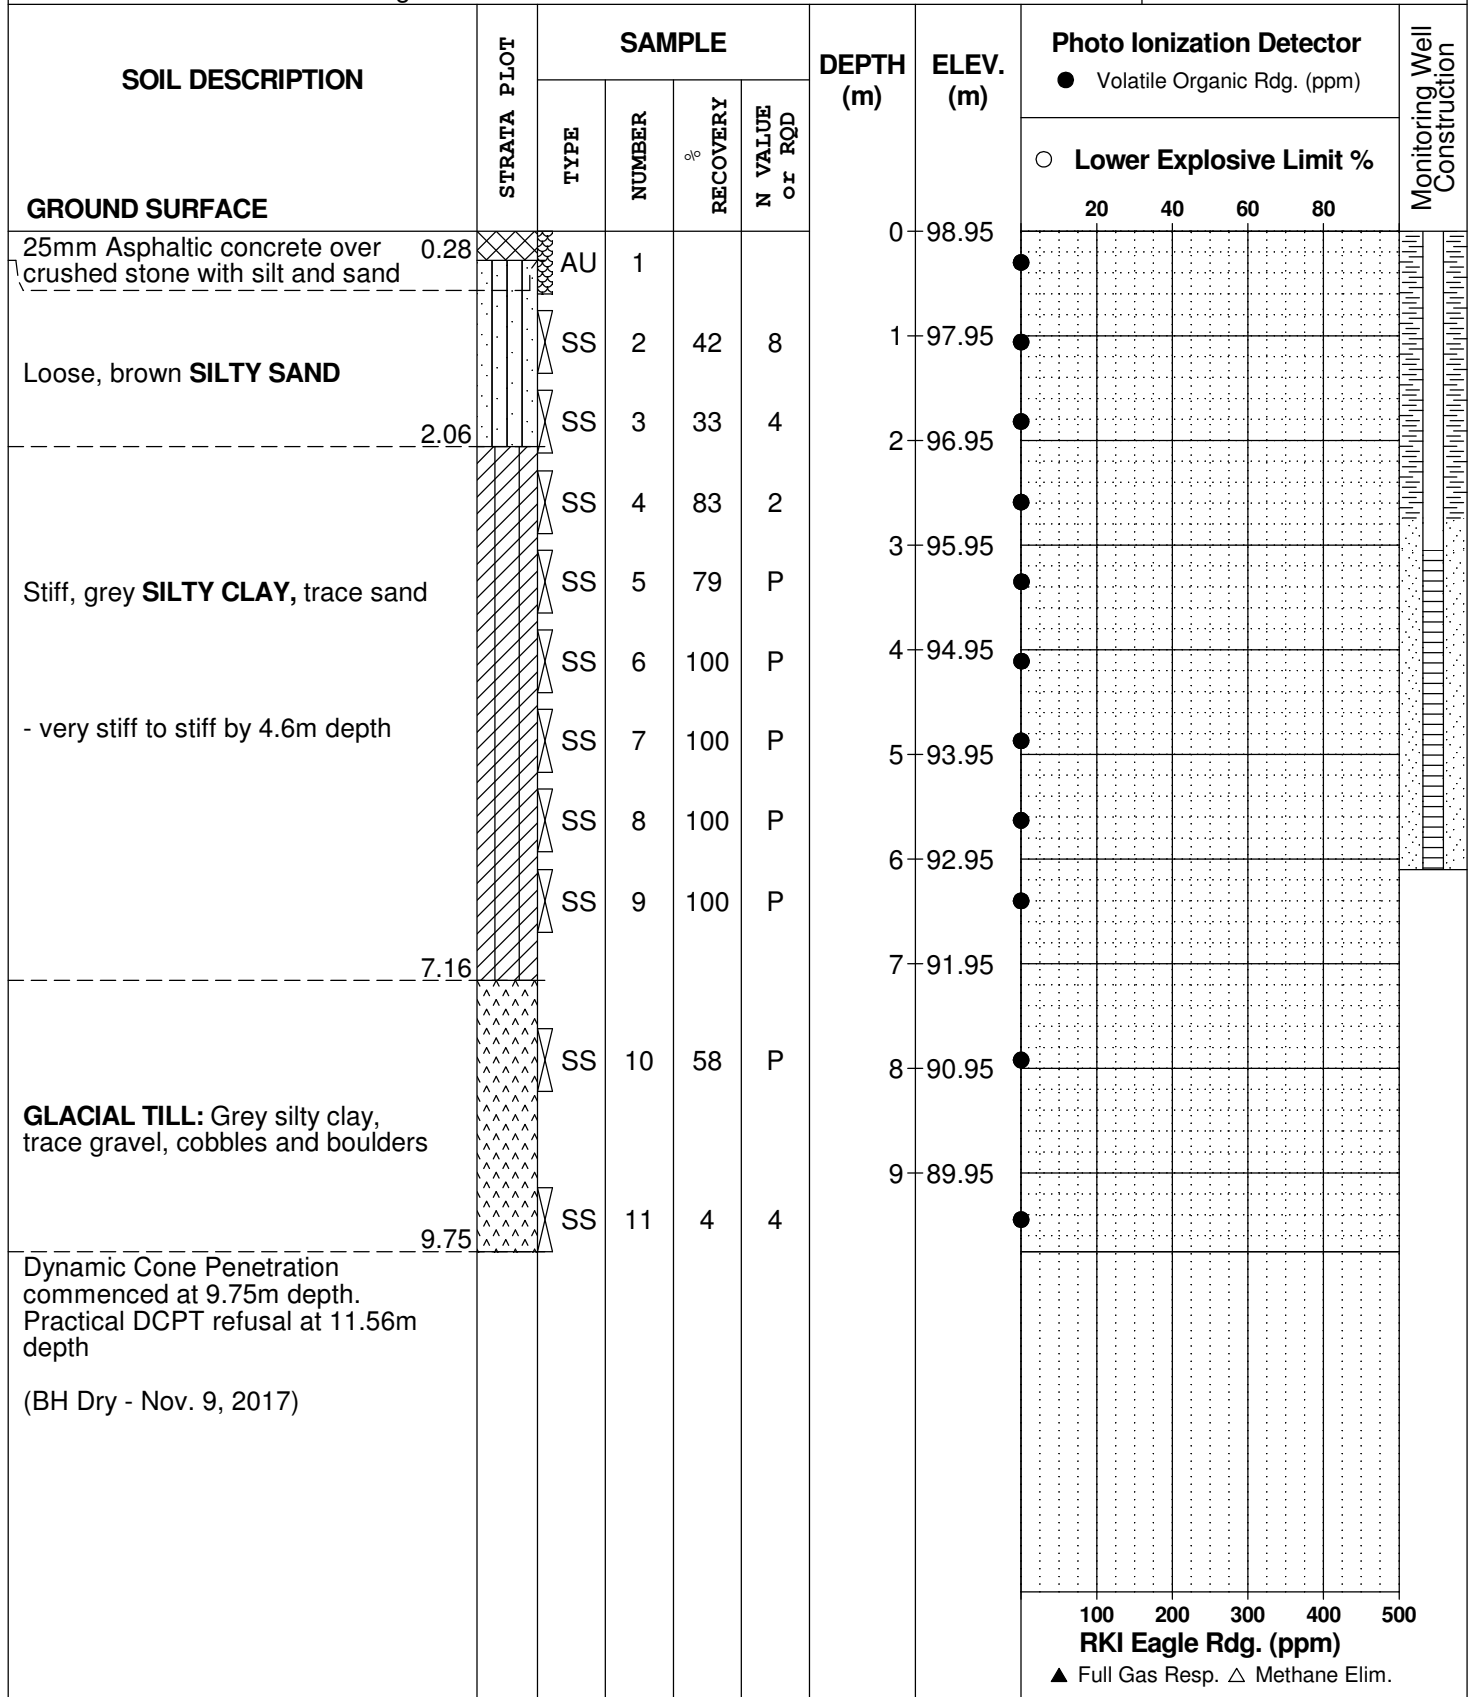 SOIL DESCRIPTION
GROUND SURFACE
STRATA PLOT
SAMPLE
TYPE
NUMBER
%
RECOVERY
N VALUE
or RQD
DEPTH
(m)
ELEV.
(m)
Photo Ionization Detector
● Volatile Organic Rdg. (ppm)
○ Lower Explosive Limit %
20 40 60 80
Monitoring Well
Construction
0 98.95
25mm Asphaltic concrete over 0.28
crushed stone with silt and sand
AU 1
SS 2 42 8
1 97.95
Loose, brown SILTY SAND
SS 3 33 4
2.06
2 96.95
SS 4 83 2
3 95.95
SS 5 79 P
Stiff, grey SILTY CLAY, trace sand
4 94.95
SS 6 100 P
- very stiff to stiff by 4.6m depth
SS 7 100 P
5 93.95
SS 8 100 P
6 92.95
SS 9 100 P
7.16
7 91.95
SS 10 58 P
8 90.95
GLACIAL TILL: Grey silty clay,
trace gravel, cobbles and boulders
9 89.95
SS 11 4 4
9.75
Dynamic Cone Penetration
commenced at 9.75m depth.
Practical DCPT refusal at 11.56m
depth
(BH Dry - Nov. 9, 2017)
100 200 300 400 500
RKI Eagle Rdg. (ppm)
▲ Full Gas Resp. △ Methane Elim.